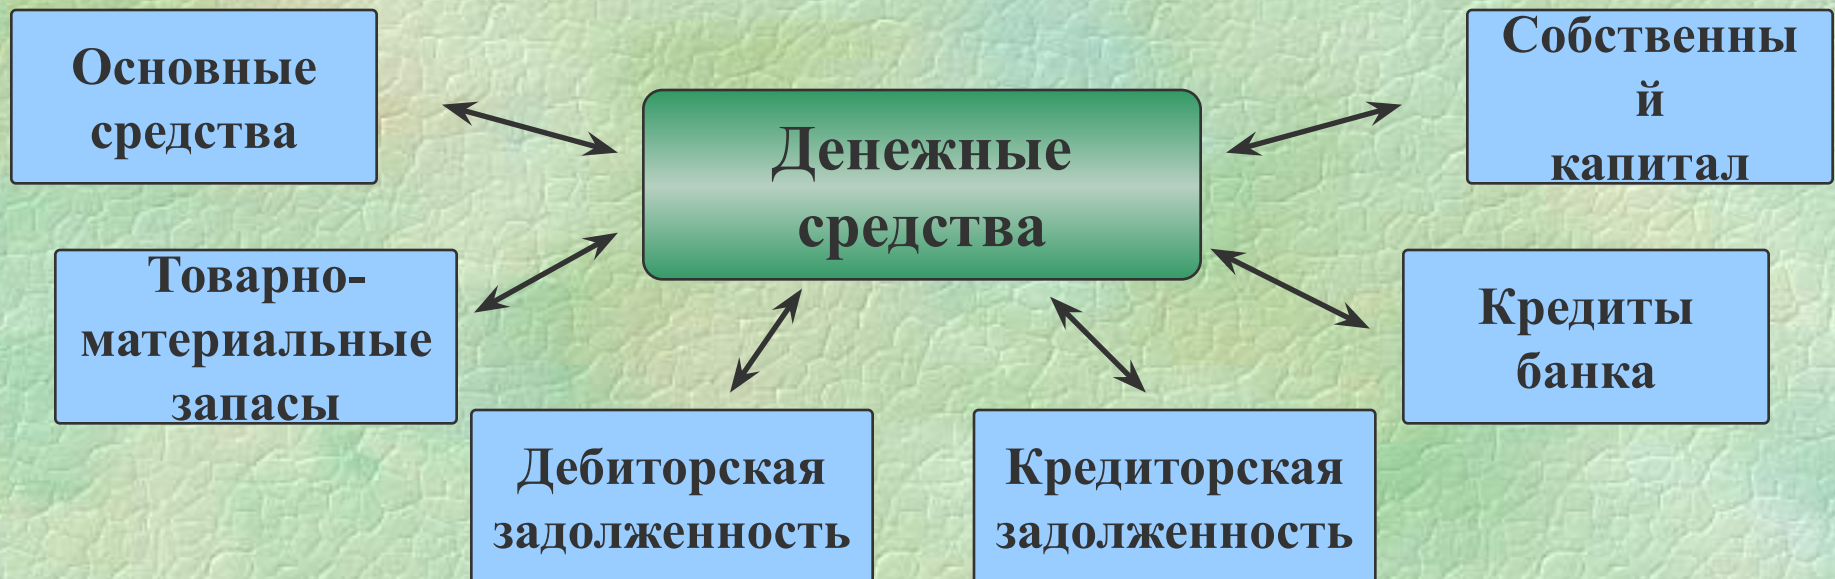 Основные
средства
Денежные
средства
Собственны
й
капитал
Товарно-
материальные
запасы
Кредиты
банка
Дебиторская
задолженность
Кредиторская
задолженность